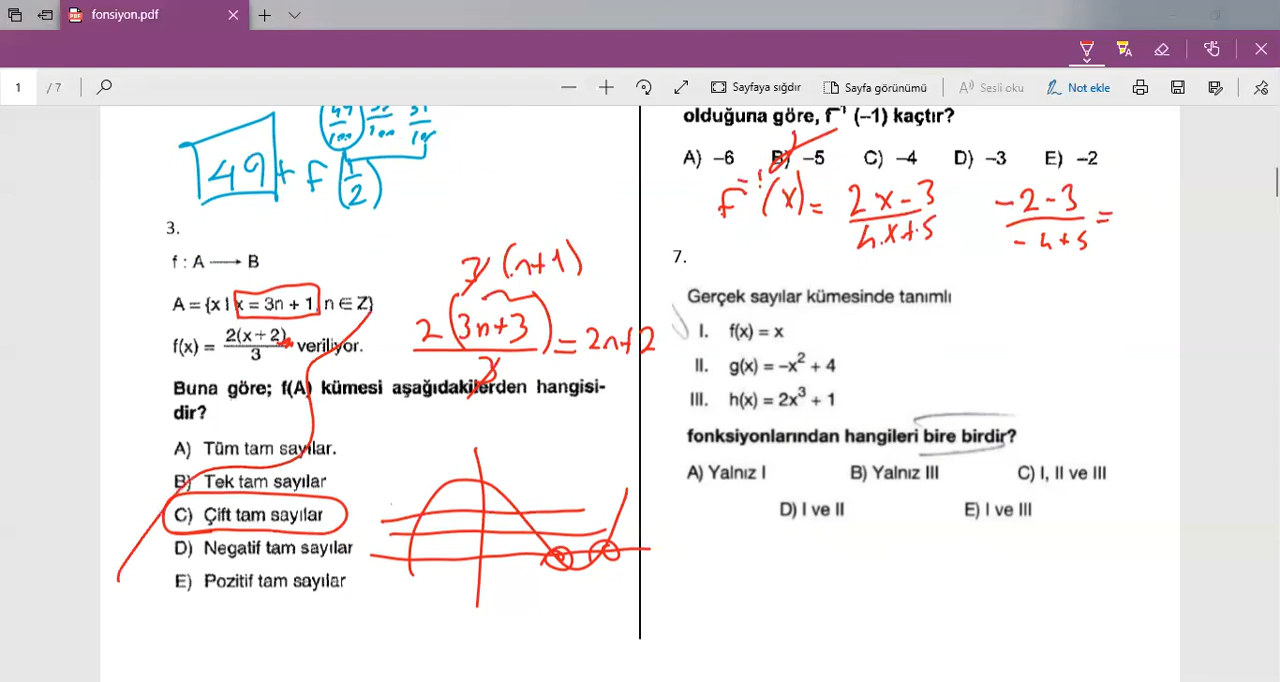 fonsiyon.pdf
1 / 7
Sayfaya sığdır
Sayfa görünümü
Sesli oku
Not ekle
49 + f(1/2)
3.
f : A → B
A = {x | x = 3n + 1, n ∈ Z}
f(x) = 2(x + 2)/3 veriliyor.
Buna göre; f(A) kümesi aşağıdakilerden hangisi-
dir?
A) Tüm tam sayılar.
B) Tek tam sayılar
C) Çift tam sayılar
D) Negatif tam sayılar
E) Pozitif tam sayılar
3(n+1)
2(3n+3)/3 = 2n+2
olduğuna göre, f⁻¹ (–1) kaçtır?
A) –6 B) –5 C) –4 D) –3 E) –2
f⁻¹(x) = 2x-3/4.x+5 -2-3/-4+5 =
7.
Gerçek sayılar kümesinde tanımlı
I. f(x) = x
II. g(x) = –x² + 4
III. h(x) = 2x³ + 1
fonksiyonlarından hangileri bire birdir?
A) Yalnız I B) Yalnız III C) I, II ve III
D) I ve II E) I ve III